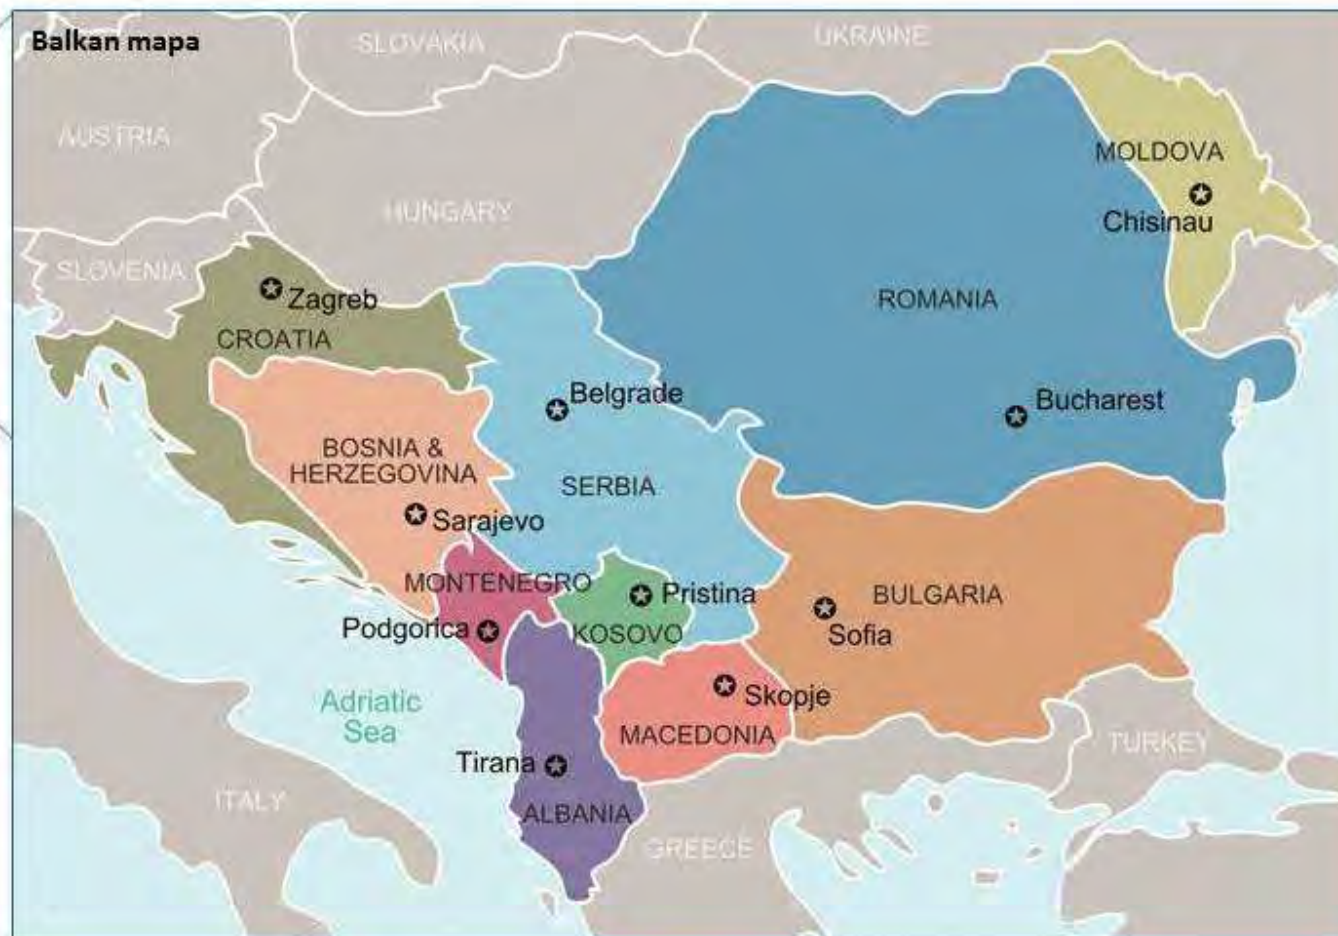 Balkan mapa
SLOVAKIA
UKRAINE
AUSTRIA
MOLDOVA
Chisinau
HUNGARY
SLOVENIA
Zagreb
CROATIA
ROMANIA
Belgrade
Bucharest
BOSNIA &
HERZEGOVINA
SERBIA
Sarajevo
MONTENEGRO
Pristina
BULGARIA
Podgorica
KOSOVO
Sofia
Skopje
Adriatic
Sea
MACEDONIA
TURKEY
Tirana
ITALY
ALBANIA
GREECE